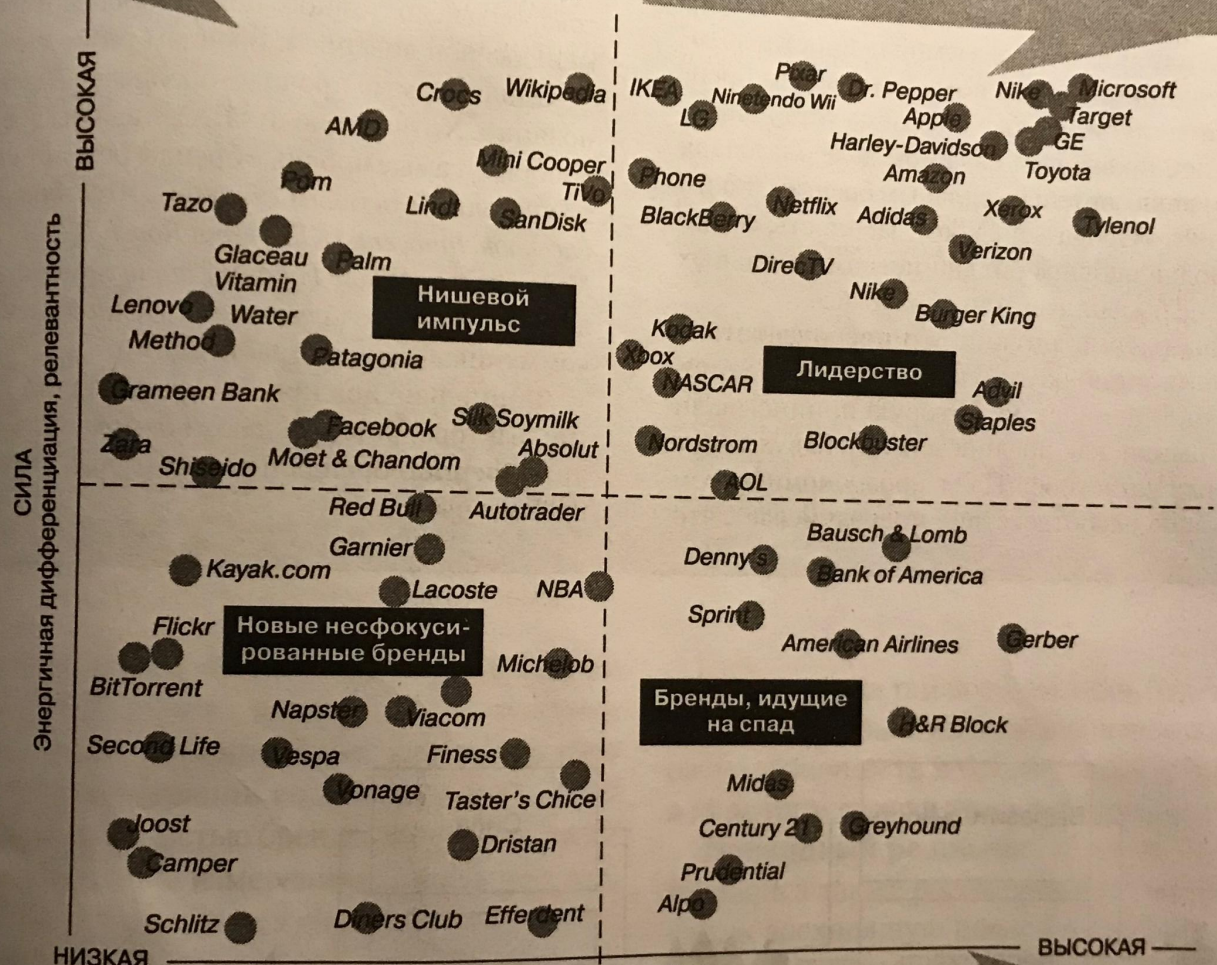 ВЫСОКАЯ
СИЛА
Энергичная дифференциация, релевантность
Crocs
Wikipedia
IKEA
Pixar
Dr. Pepper
Nike
Microsoft
AMD
LG
Ninetendo Wii
Apple
Target
Harley-Davidson
GE
Pom
Mini Cooper
TiVo
Phone
Amazon
Toyota
Tazo
Lindt
SanDisk
BlackBerry
Netflix
Adidas
Xerox
Tylenol
Glaceau
Vitamin
Water
Palm
DirecTV
Verizon
Lenovo
Нишевой
импульс
Nike
Burger King
Method
Patagonia
Kodak
Xbox
NASCAR
Лидерство
Advil
Grameen Bank
Facebook
Silk Soymilk
Staples
Zara
Shiseido
Moet & Chandom
Absolut
Nordstrom
Blockbuster
AOL
Red Bull
Autotrader
Bausch & Lomb
Garnier
Denny's
Bank of America
Kayak.com
Lacoste
NBA
Sprint
Flickr
Новые несфокуси-
рованные бренды
American Airlines
Gerber
BitTorrent
Michelob
Бренды, идущие
на спад
Napster
Viacom
H&R Block
Second Life
Vespa
Finess
Vonage
Taster's Chice
Midas
Joost
Century 21
Greyhound
Camper
Dristan
Prudential
Alpo
Schlitz
Diners Club
Efferdent
НИЗКАЯ
ВЫСОКАЯ